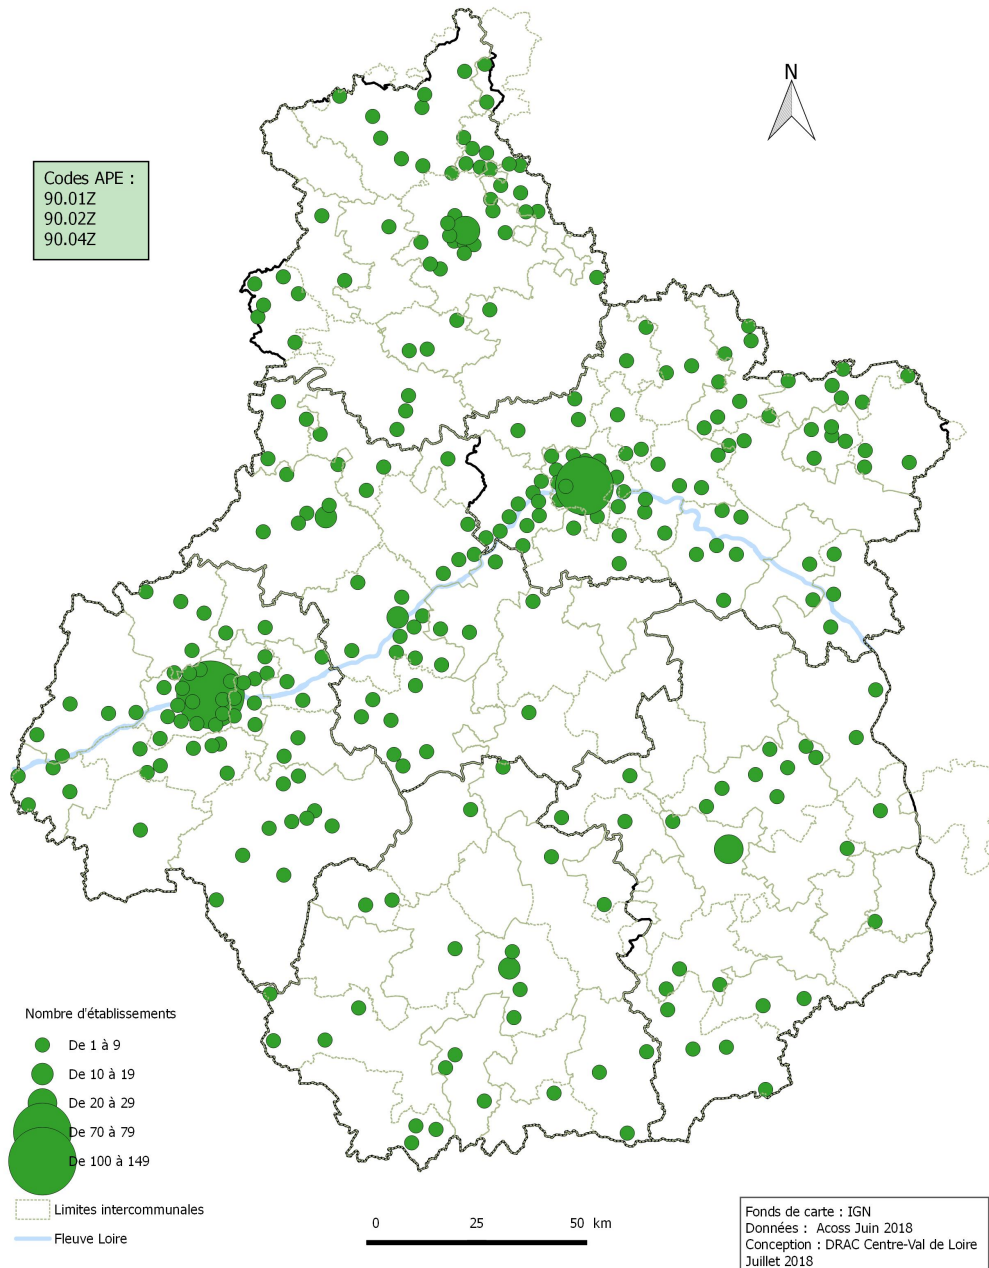 N
Codes APE :
90.01Z
90.02Z
90.04Z
Nombre d'établissements
De 1 à 9
De 10 à 19
De 20 à 29
De 70 à 79
De 100 à 149
Limites intercommunales
Fleuve Loire
0 25 50 km
Fonds de carte : IGN
Données : Acoss Juin 2018
Conception : DRAC Centre-Val de Loire
Juillet 2018